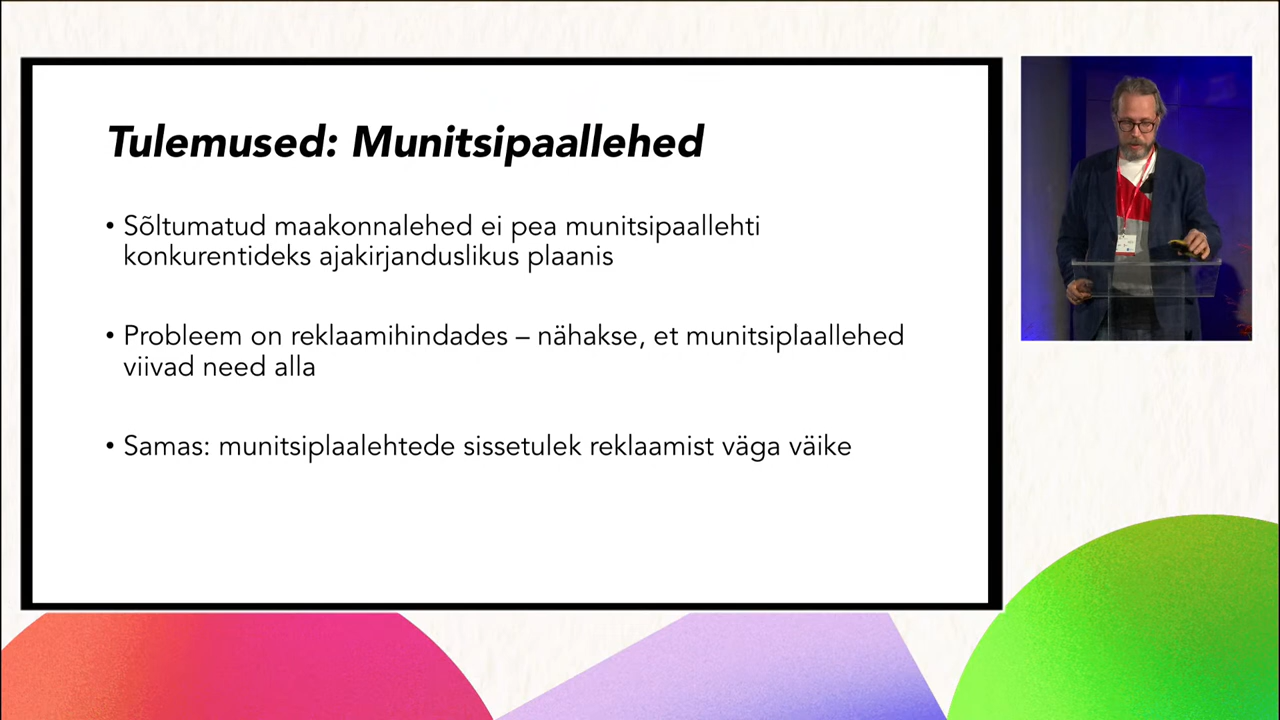 Tulemused: Munitsipaallehed
• Sõltumatud maakonnalehed ei pea munitsipaallehti
konkurentideks ajakirjanduslikus plaanis
• Probleem on reklaamihindades – nähakse, et munitsiplaallehed
viivad need alla
• Samas: munitsiplaalehtede sissetulek reklaamist väga väike